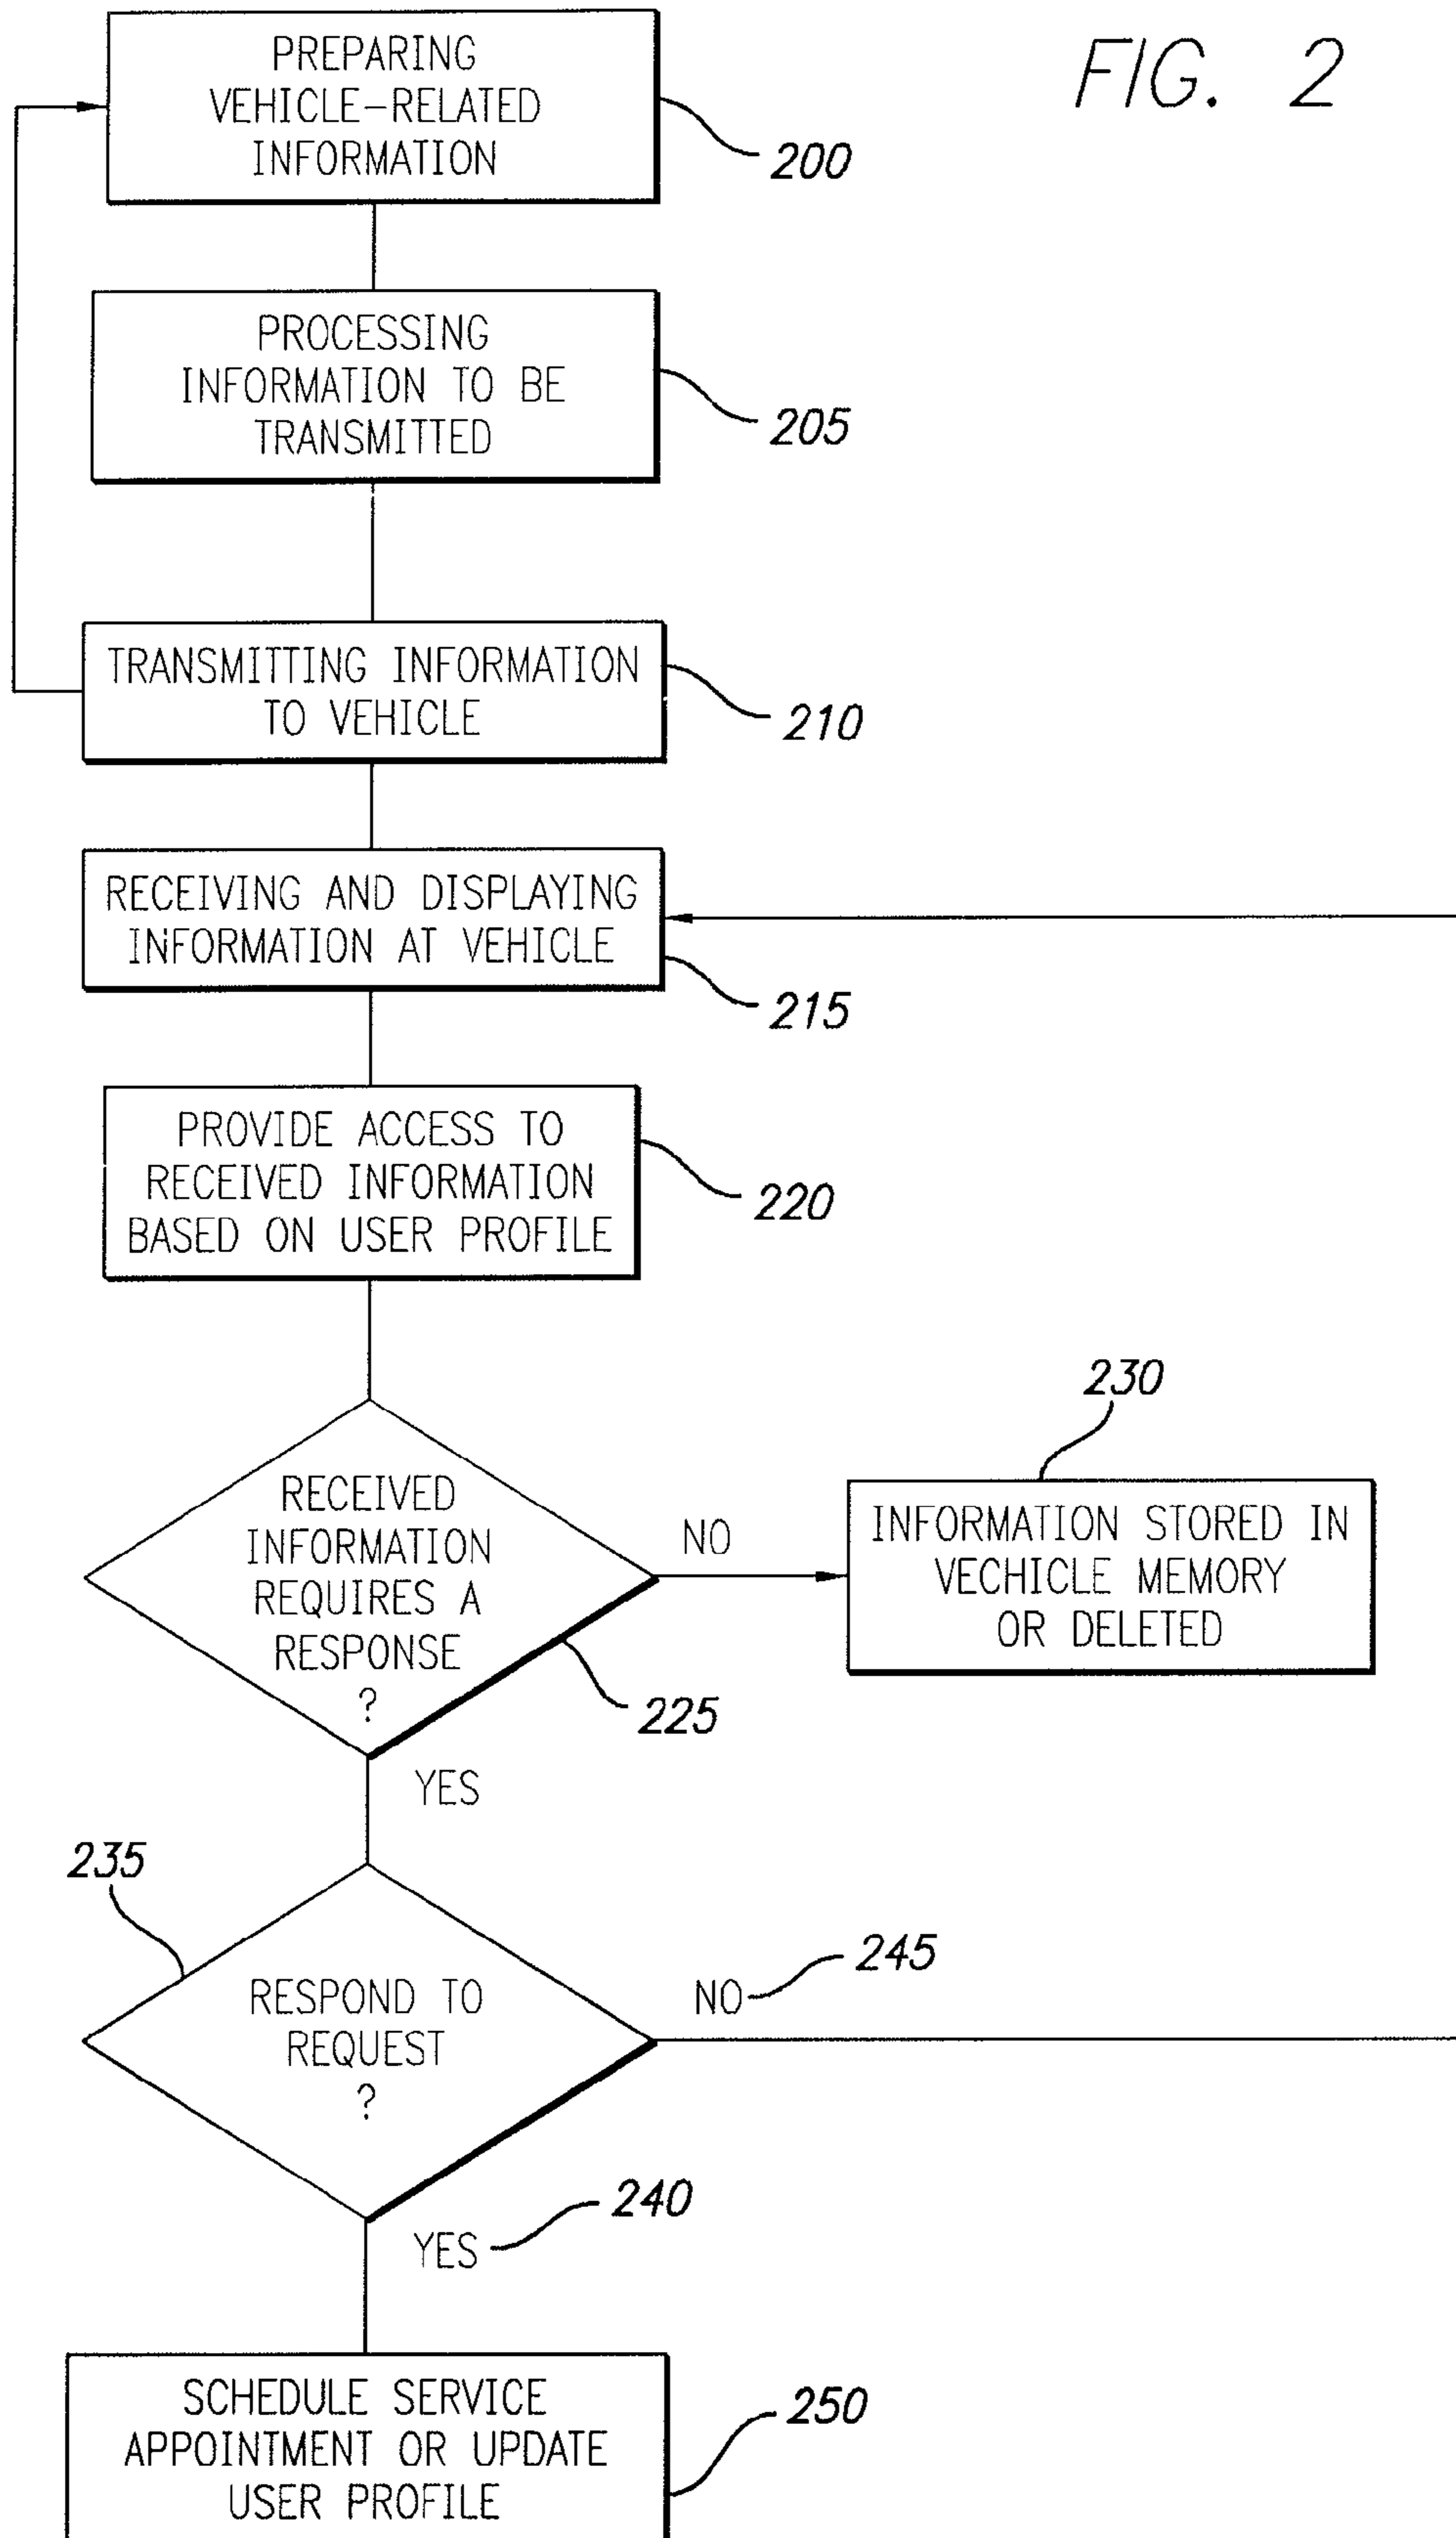 FIG. 2
PREPARING
VEHICLE-RELATED
INFORMATION
200
PROCESSING
INFORMATION TO BE
TRANSMITTED
205
TRANSMITTING INFORMATION
TO VEHICLE
210
RECEIVING AND DISPLAYING
INFORMATION AT VEHICLE
215
PROVIDE ACCESS TO
RECEIVED INFORMATION
BASED ON USER PROFILE
220
RECEIVED
INFORMATION
REQUIRES A
RESPONSE
?
225
NO
230
INFORMATION STORED IN
VECHICLE MEMORY
OR DELETED
YES
235
RESPOND TO
REQUEST
?
NO
245
YES
240
SCHEDULE SERVICE
APPOINTMENT OR UPDATE
USER PROFILE
250